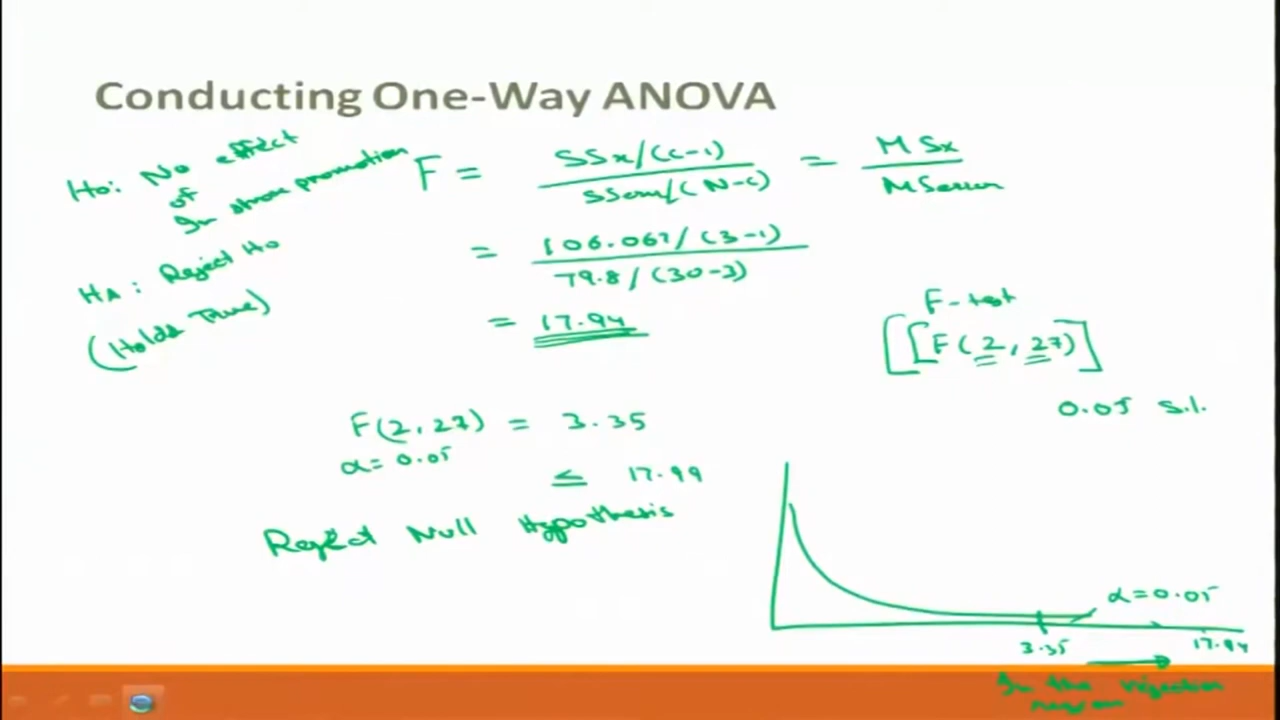 Conducting One-Way ANOVA
Ho: No effect
of
In store promotion
HA: Reject Ho
(Holds True)
F = SSx/(c-1) / SSerror/(N-c) = MSx / MSerror
= 106.067/(3-1) / 79.8/(30-3)
= 17.94
F-test
[[F(2,27)]
0.05 s.l.
F(2,27) = 3.35
α=0.05
≤ 17.99
Reject Null Hypothesis
α=0.05
3.35
17.94
In the rejection
region